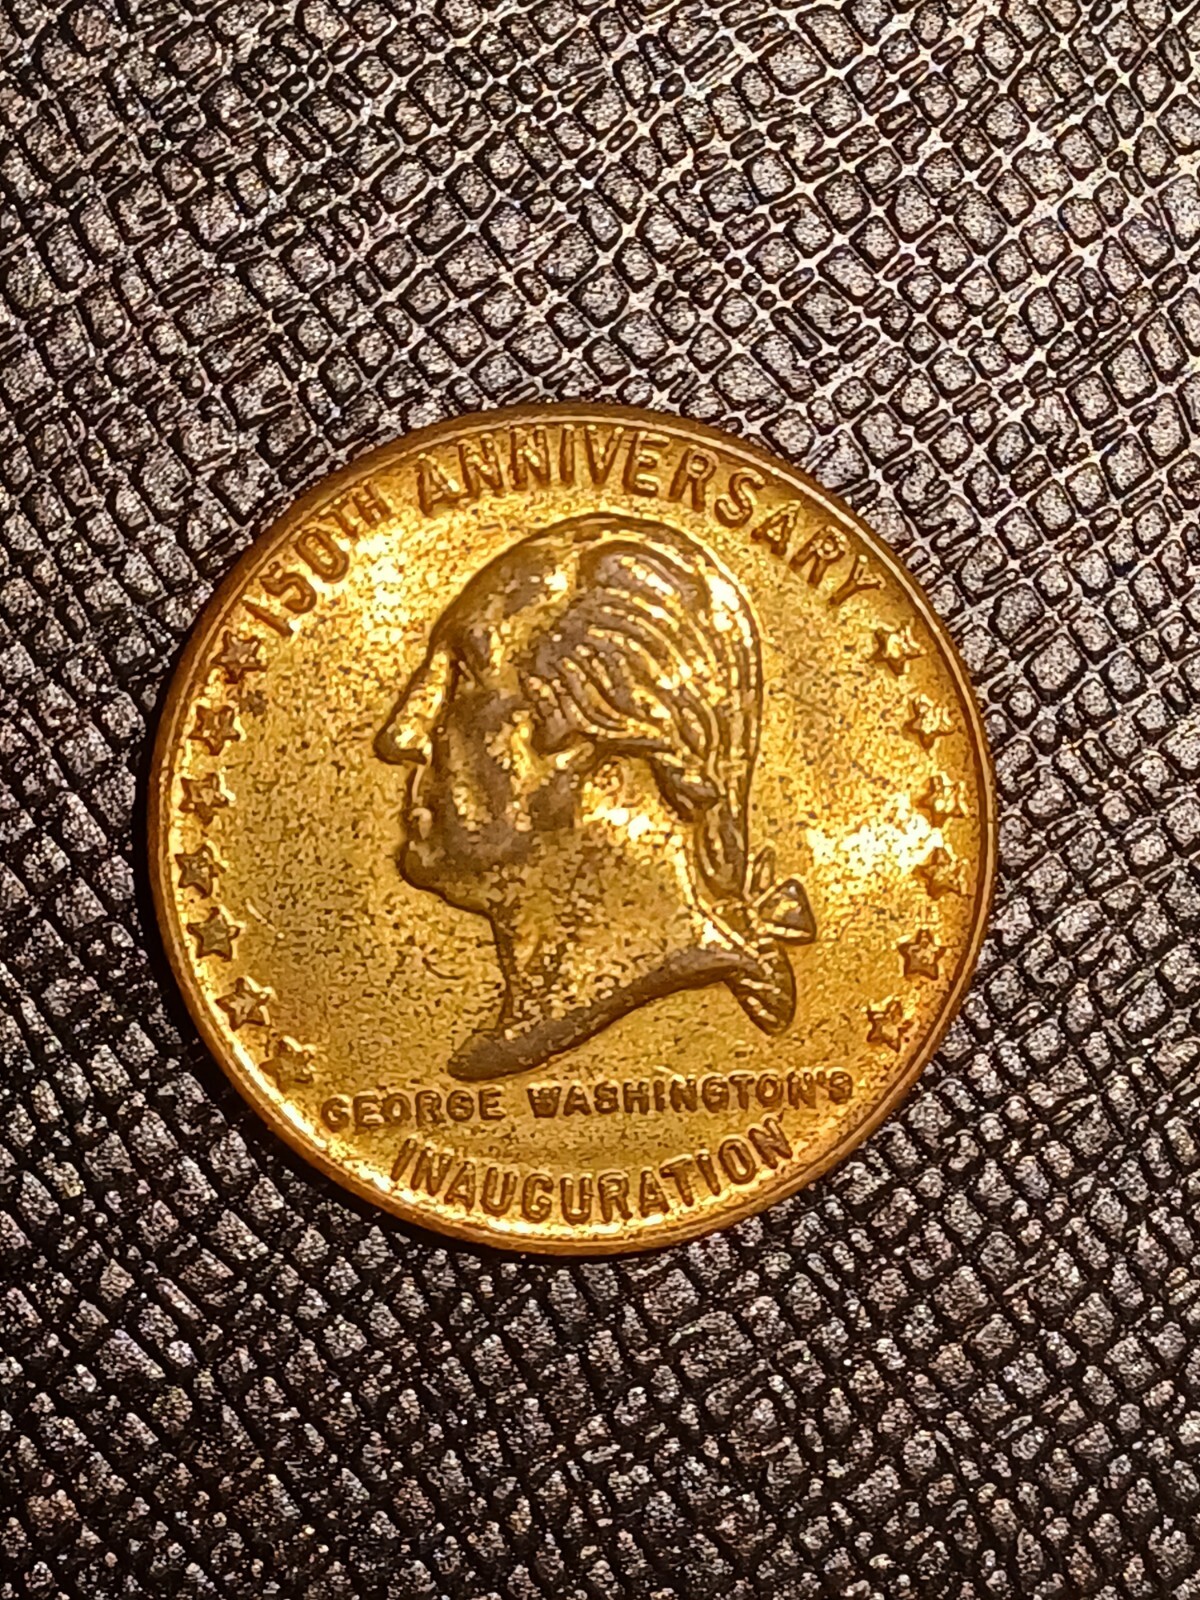 150TH ANNIVERSARY
GEORGE WASHINGTON'S
INAUGURATION